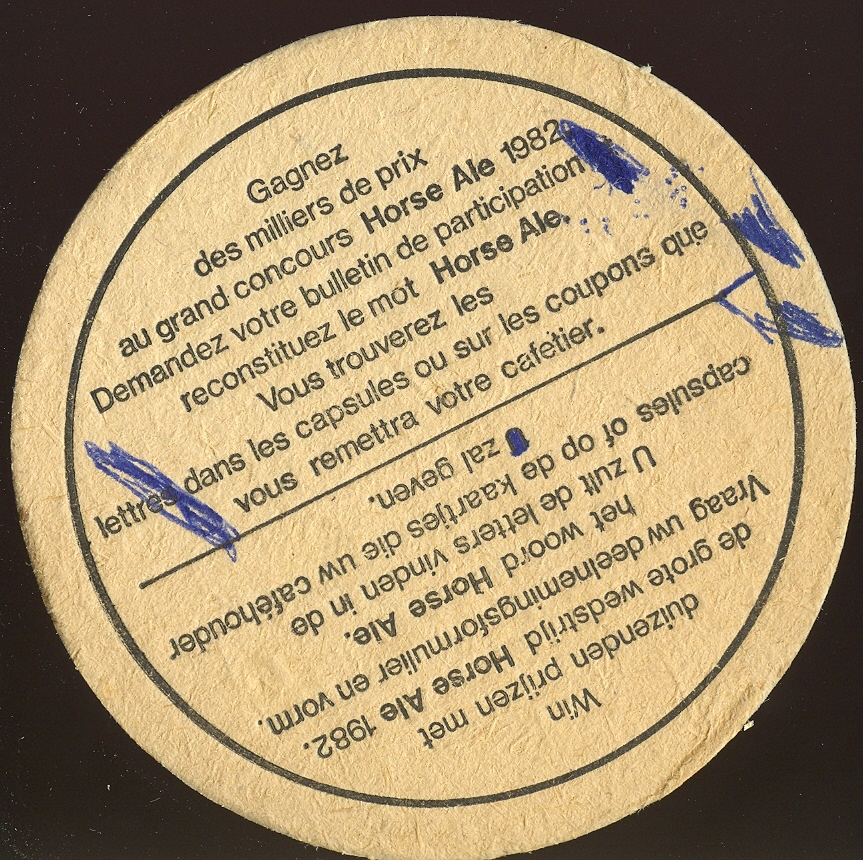 Gagnez
des milliers de prix
au grand concours Horse Ale 1982.
Demandez votre bulletin de participation
reconstituez le mot Horse Ale.
Vous trouverez les
lettres dans les capsules ou sur les coupons que
vous remettra votre cafetier.
Win
duizenden prijzen met
de grote wedstrijd Horse Ale 1982.
Vraag uw deelnemingsformulier en vorm
het woord Horse Ale.
U zult de letters vinden in de
capsules of op de kaartjes die uw caféhouder
zal geven.